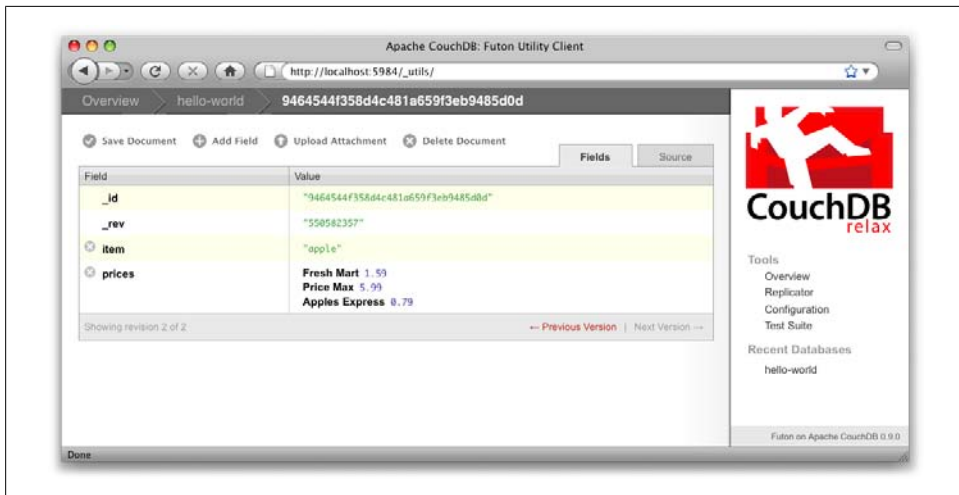 Apache CouchDB: Futon Utility Client
http://localhost:5984/_utils/
Overview hello-world 9464544f358d4c481a659f3eb9485d0d
Save Document Add Field Upload Attachment Delete Document
Fields Source
Field Value
_id "9464544f358d4c481a659f3eb9485d0d"
_rev "550582357"
item "apple"
prices Fresh Mart 1.59
Price Max 5.99
Apples Express 0.79
Showing revision 2 of 2 ← Previous Version | Next Version →
CouchDB
relax
Tools
Overview
Replicator
Configuration
Test Suite
Recent Databases
hello-world
Futon on Apache CouchDB 0.9.0
Done